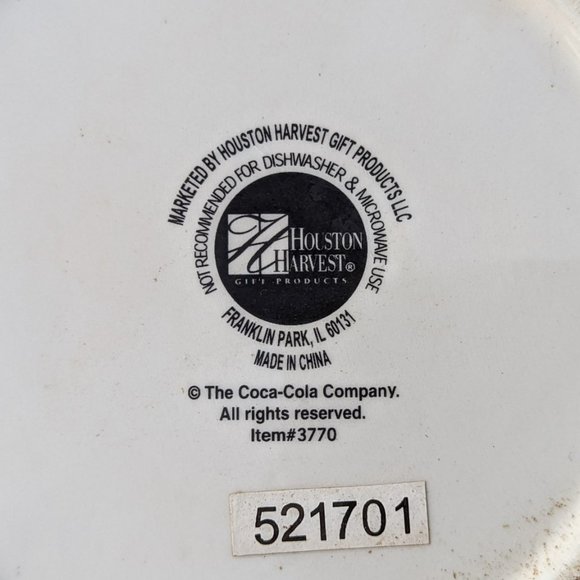 MARKETED BY HOUSTON HARVEST GIFT PRODUCTS LLC
NOT RECOMMENDED FOR DISHWASHER & MICROWAVE USE
H HOUSTON
HARVEST®
GIFT PRODUCTS
FRANKLIN PARK, IL 60131
MADE IN CHINA
© The Coca-Cola Company.
All rights reserved.
Item#3770
521701